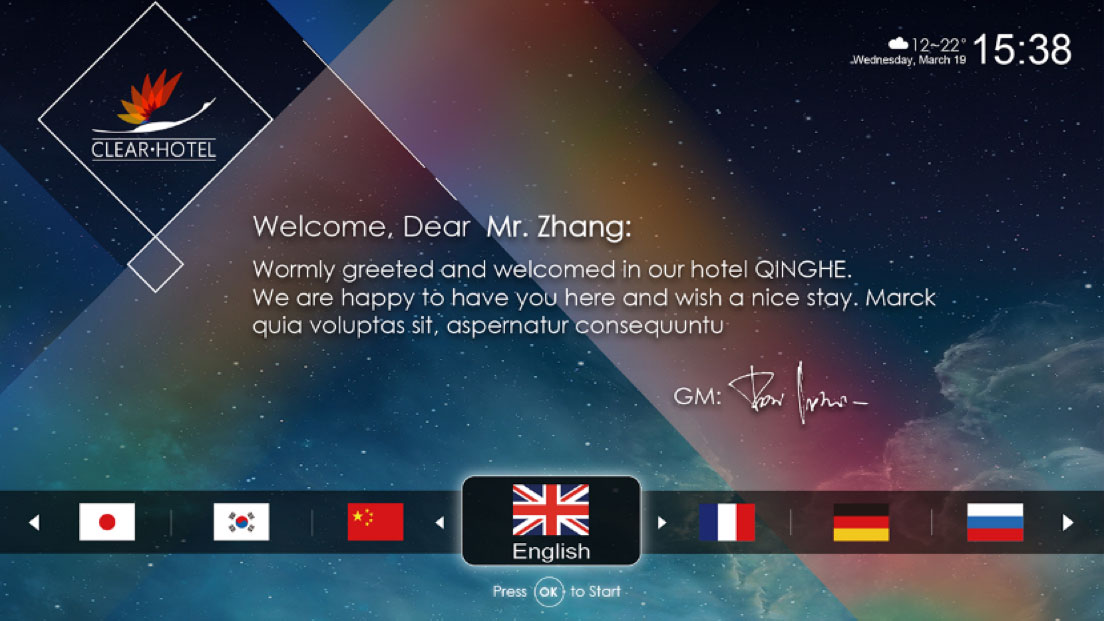 12~22°
Wednesday, March 19
15:38
CLEAR·HOTEL
Welcome, Dear Mr. Zhang:
Wormly greeted and welcomed in our hotel QINGHE.
We are happy to have you here and wish a nice stay. Marck
quia voluptas sit, aspernatur consequuntu
GM:
English
Press OK to Start